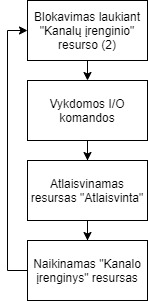 Blokavimas laukiant
"Kanalų įrenginio"
resurso (2)
Vykdomos I/O
komandos
Atlaisvinamas
resursas "Atlaisvinta"
Naikinamas "Kanalo
įrenginys" resursas